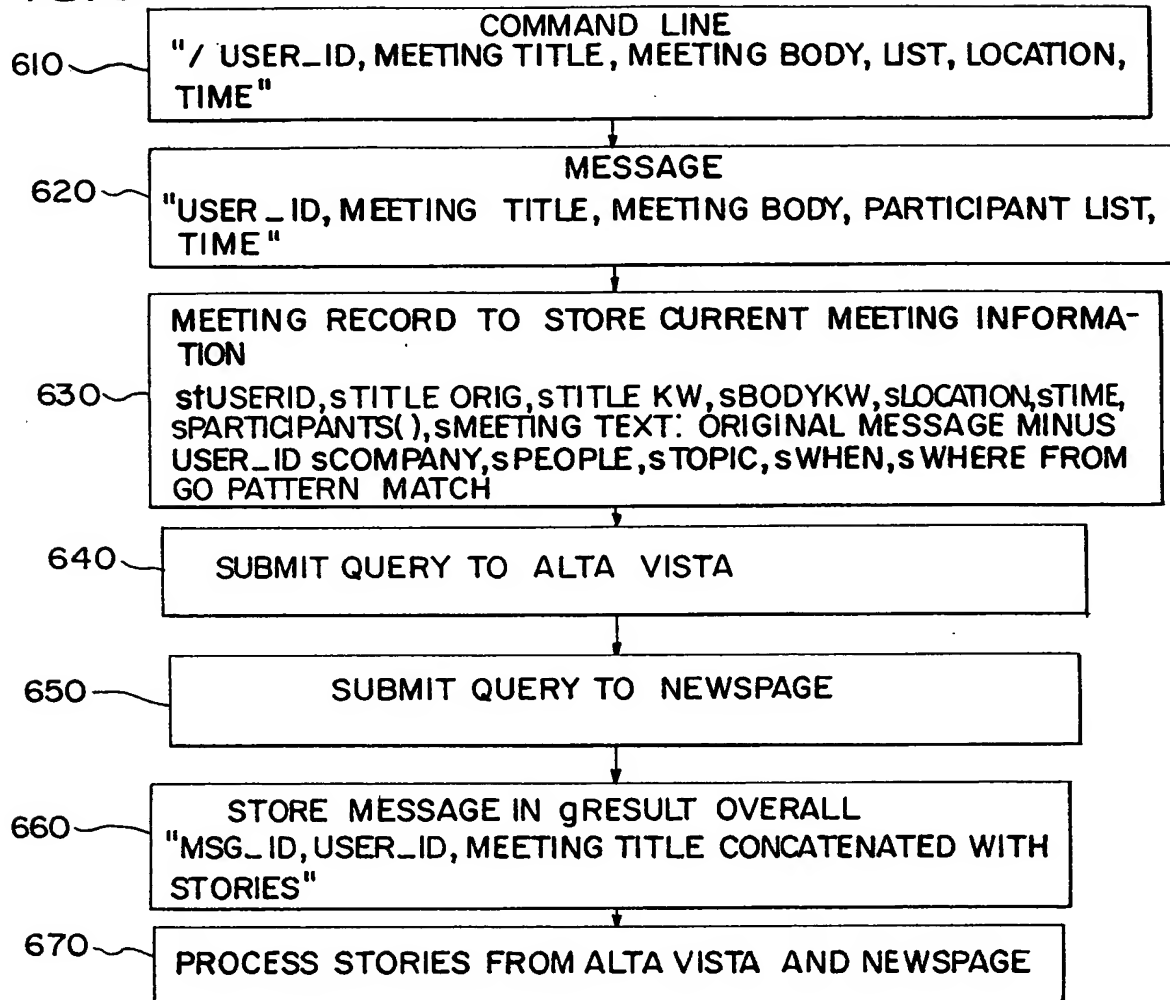 COMMAND LINE
610
"/ USER_ID, MEETING TITLE, MEETING BODY, LIST, LOCATION,
TIME"
MESSAGE
620
"USER_ID, MEETING TITLE, MEETING BODY, PARTICIPANT LIST,
TIME"
MEETING RECORD TO STORE CURRENT MEETING INFORMA-
TION
630
stUSERID, sTITLE ORIG, sTITLE KW, sBODYKW, sLOCATION, sTIME,
sPARTICIPANTS( ), sMEETING TEXT: ORIGINAL MESSAGE MINUS
USER_ID sCOMPANY, sPEOPLE, sTOPIC, sWHEN, sWHERE FROM
GO PATTERN MATCH
640
SUBMIT QUERY TO ALTA VISTA
650
SUBMIT QUERY TO NEWSPAGE
STORE MESSAGE IN gRESULT OVERALL
660
"MSG_ID, USER_ID, MEETING TITLE CONCATENATED WITH
STORIES"
670
PROCESS STORIES FROM ALTA VISTA AND NEWSPAGE